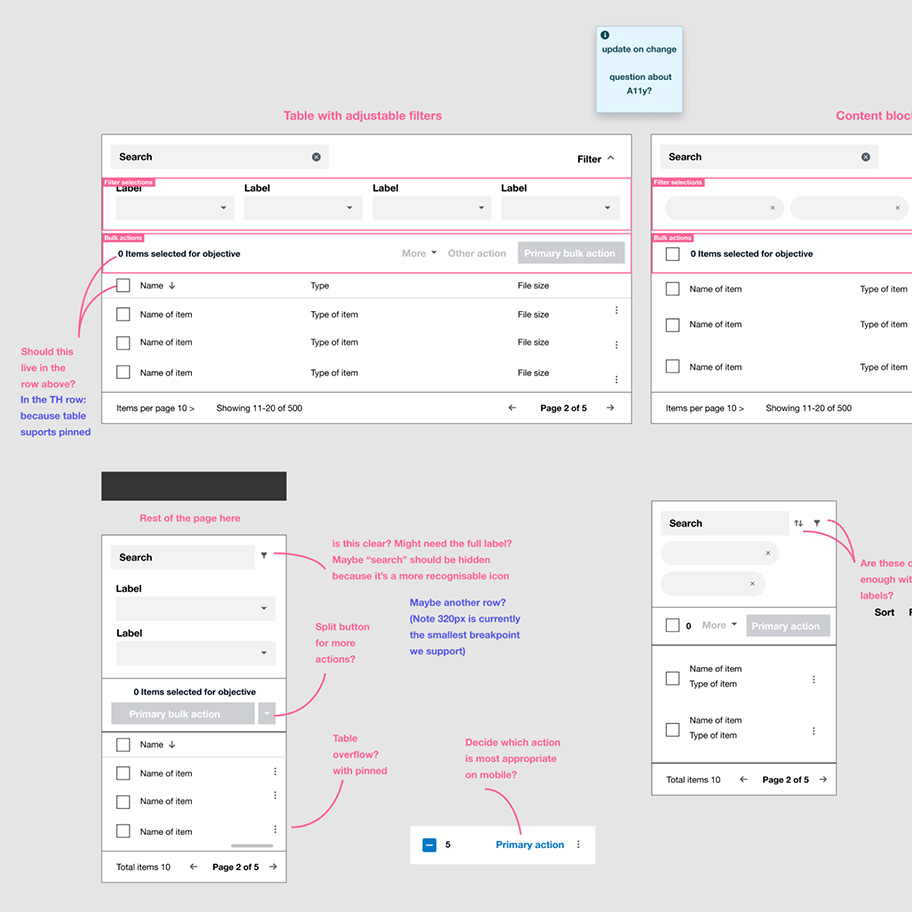 update on change
question about
A11y?
Table with adjustable filters
Search
Filter
Filter selections
Label
Label
Label
Label
Bulk actions
0 Items selected for objective
More
Other action
Primary bulk action
Name
Type
File size
Name of item
Type of item
File size
Name of item
Type of item
File size
Name of item
Type of item
File size
Items per page 10 >
Showing 11-20 of 500
Page 2 of 5
Should this
live in the
row above?
In the TH row:
because table
suports pinned
Content bloc
Search
Filter selections
Bulk actions
0 Items selected for objective
Name of item
Type of item
Name of item
Type of item
Name of item
Type of item
Items per page 10 >
Showing 11-20 of 500
Rest of the page here
Search
Label
Label
0 Items selected for objective
Primary bulk action
Name
Name of item
Name of item
Name of item
Total items 10
Page 2 of 5
is this clear? Might need the full label?
Maybe “search” should be hidden
because it’s a more recognisable icon
Maybe another row?
(Note 320px is currently
the smallest breakpoint
we support)
Split button
for more
actions?
Table
overflow?
with pinned
Decide which action
is most appropriate
on mobile?
5
Primary action
Search
0
More
Primary action
Name of item
Type of item
Name of item
Type of item
Total items 10
Page 2 of 5
Are these c
enough wit
labels?
Sort